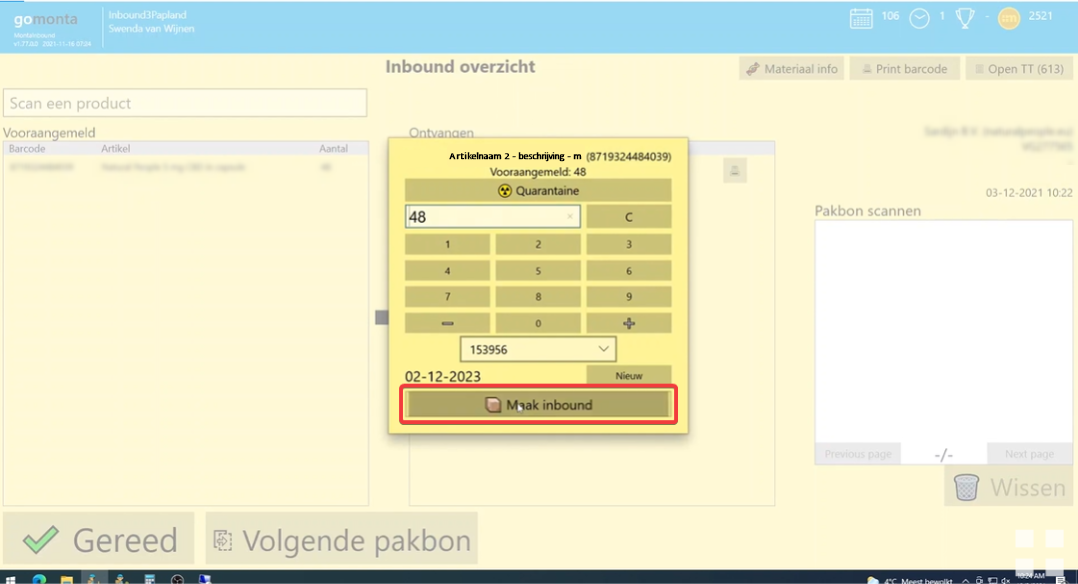 gomonta
MontaInbound
v1.77.0.0 2021-11-16 07:24
Inbound3Papland
Swenda van Wijnen
106
1
-
2521
Inbound overzicht
Materiaal info
Print barcode
Open TT (613)
Scan een product
Vooraangemeld
Barcode Artikel Aantal
Ontvangen
03-12-2021 10:22
Pakbon scannen
Artikelnaam 2 - beschrijving - m (8719324484039)
Vooraangemeld: 48
Quarantaine
48 × C
1 2 3
4 5 6
7 8 9
0
153956
02-12-2023 Nieuw
Maak inbound
Previous page -/- Next page
Wissen
Gereed
Volgende pakbon
4°C Meest bewolkt
10:24 AM